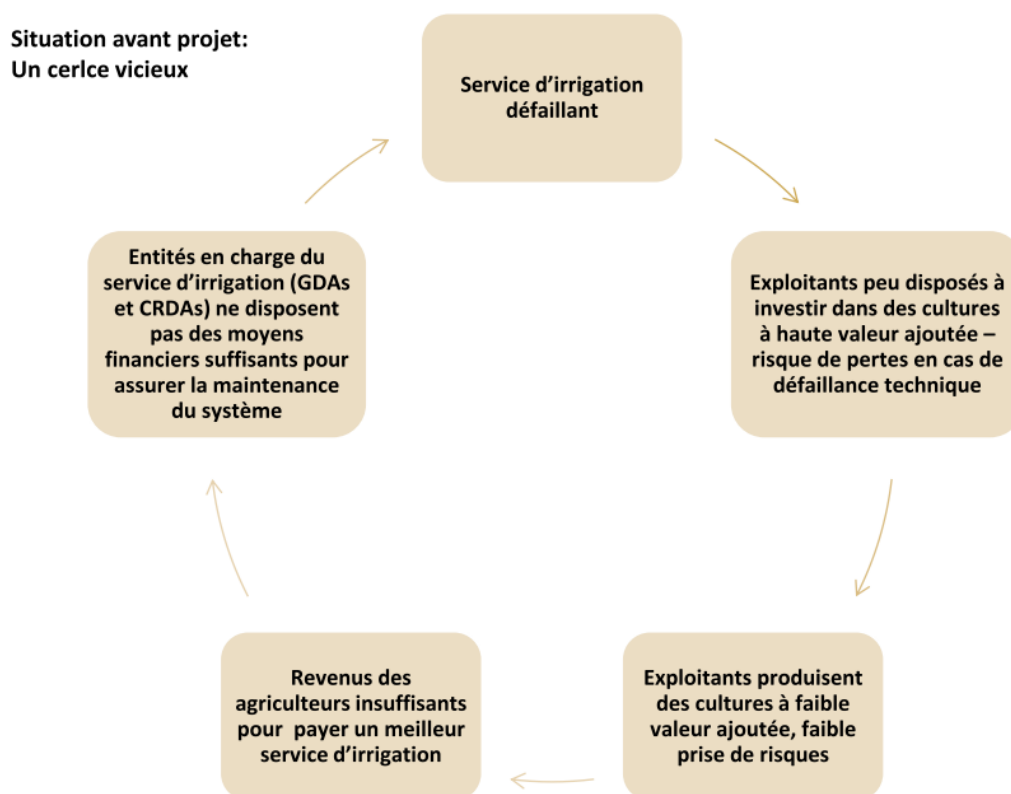 Situation avant projet:
Un cerlce vicieux
Service d'irrigation
défaillant
Exploitants peu disposés à
investir dans des cultures
à haute valeur ajoutée –
risque de pertes en cas de
défaillance technique
Exploitants produisent
des cultures à faible
valeur ajoutée, faible
prise de risques
Revenus des
agriculteurs insuffisants
pour  payer un meilleur
service d'irrigation
Entités en charge du
service d'irrigation (GDAs
et CRDAs) ne disposent
pas des moyens
financiers suffisants pour
assurer la maintenance
du système